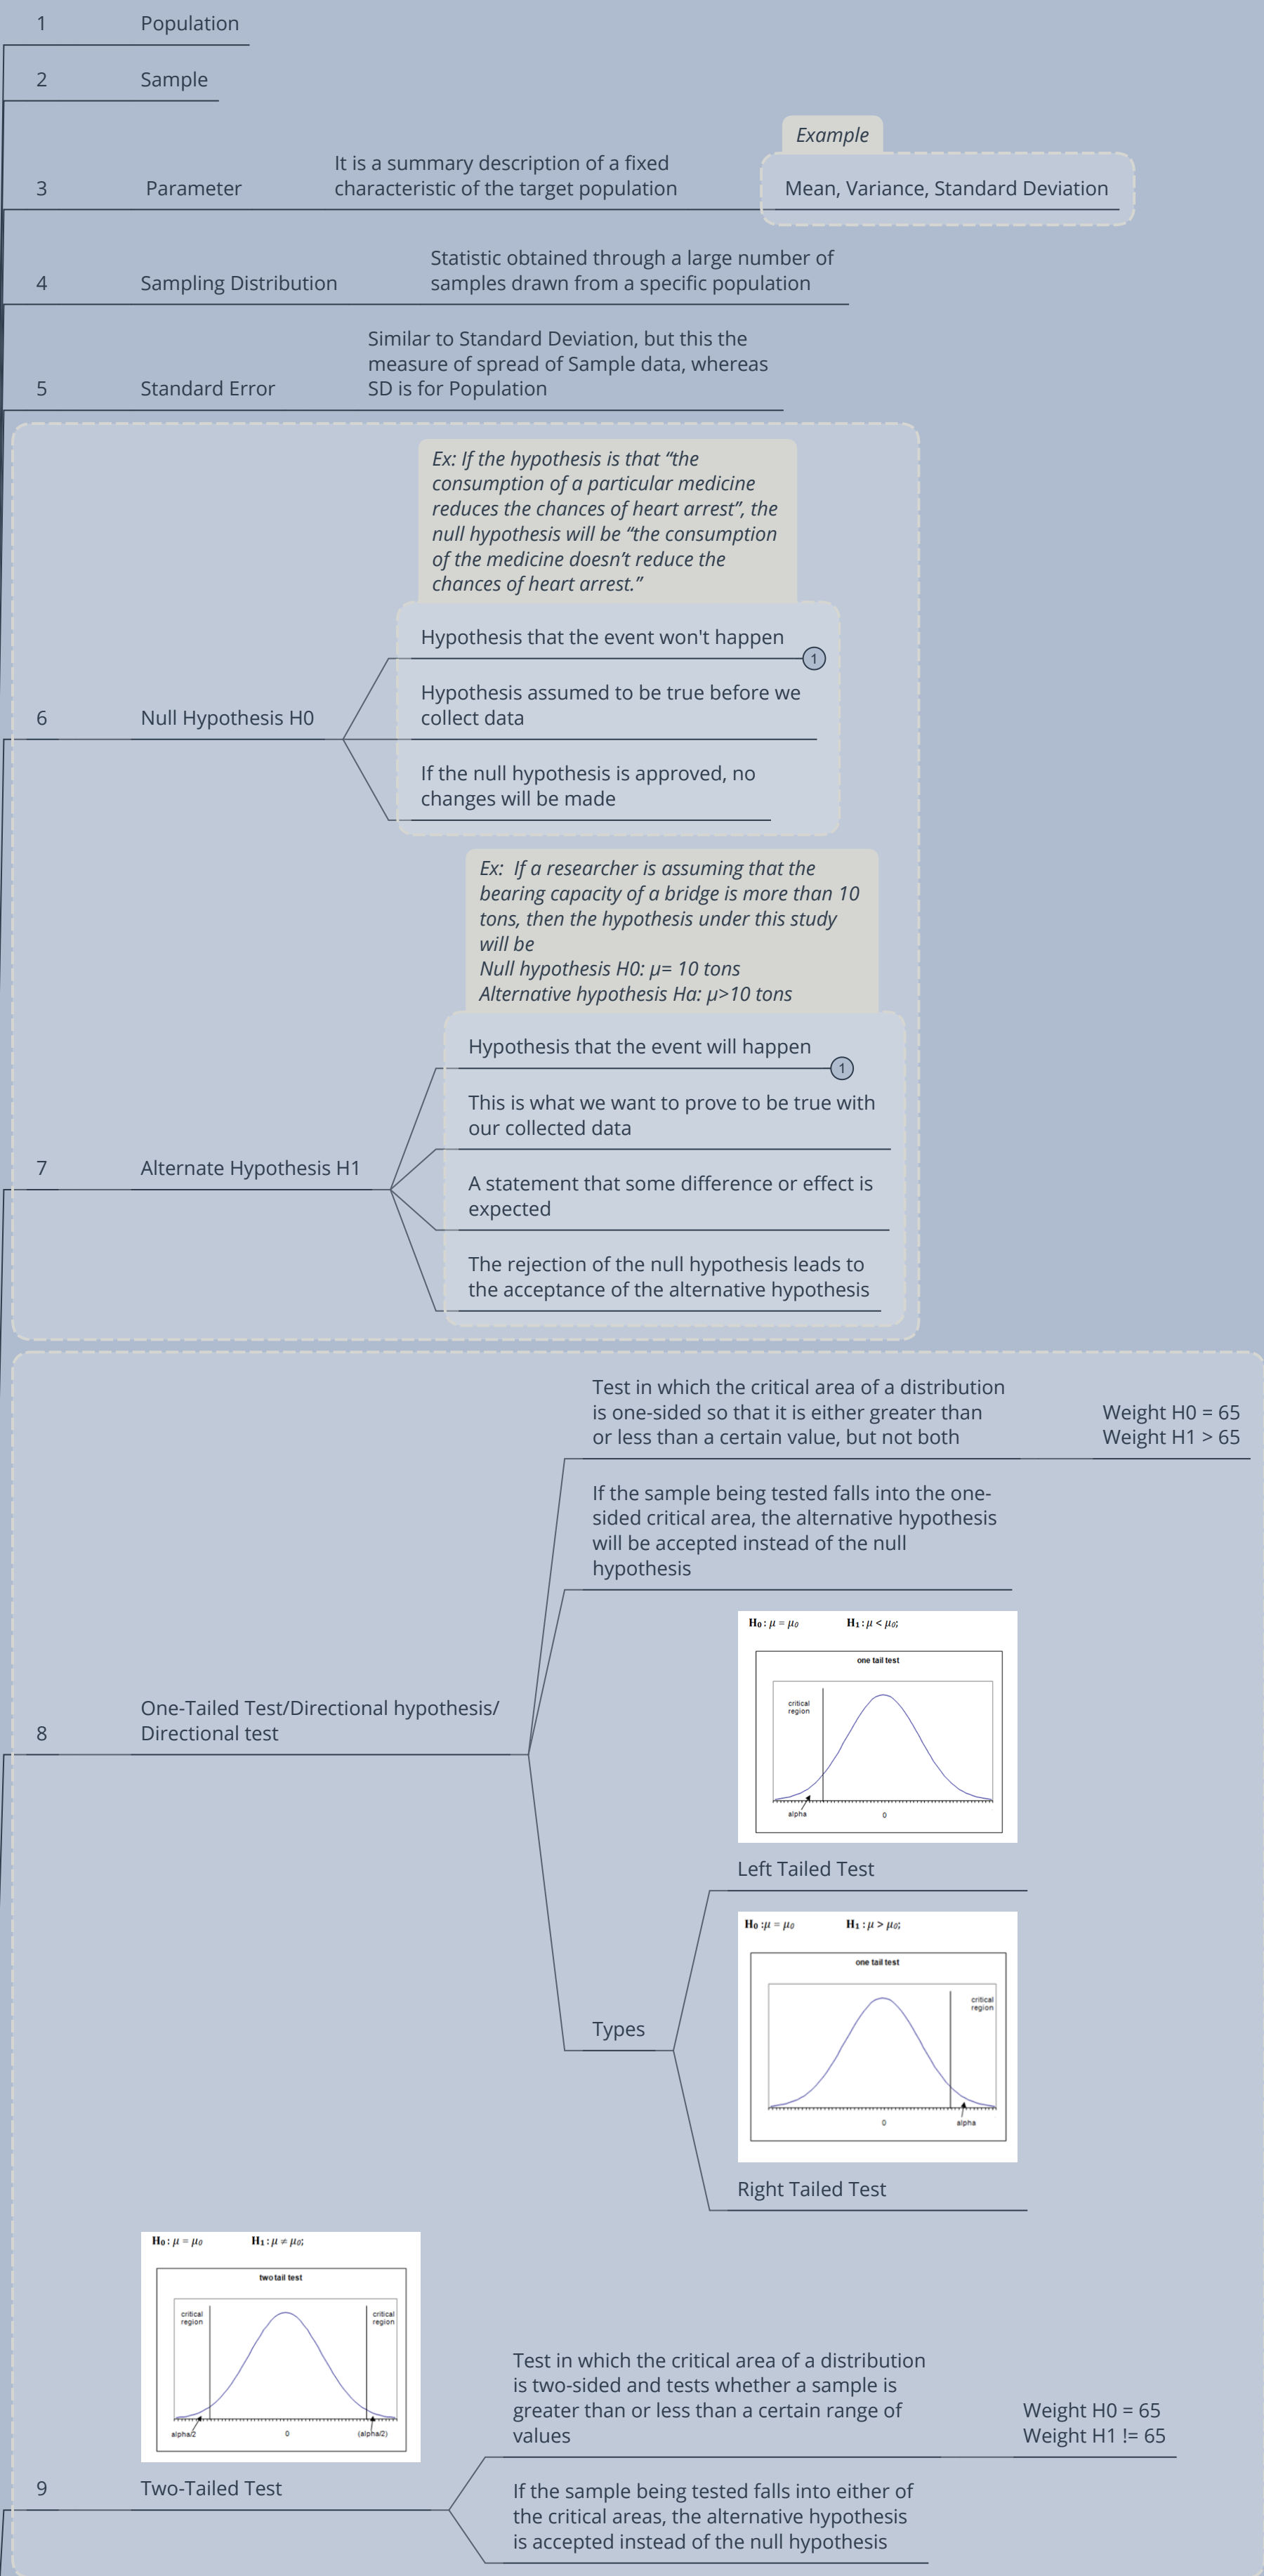 1 Population
2 Sample
Example
It is a summary description of a fixed
characteristic of the target population
3 Parameter
Mean, Variance, Standard Deviation
Statistic obtained through a large number of
samples drawn from a specific population
4 Sampling Distribution
Similar to Standard Deviation, but this the
measure of spread of Sample data, whereas
SD is for Population
5 Standard Error
Ex: If the hypothesis is that “the
consumption of a particular medicine
reduces the chances of heart arrest”, the
null hypothesis will be “the consumption
of the medicine doesn’t reduce the
chances of heart arrest.”
Hypothesis that the event won't happen
1
Hypothesis assumed to be true before we
collect data
6 Null Hypothesis H0
If the null hypothesis is approved, no
changes will be made
Ex: If a researcher is assuming that the
bearing capacity of a bridge is more than 10
tons, then the hypothesis under this study
will be
Null hypothesis H0: µ= 10 tons
Alternative hypothesis Ha: µ>10 tons
Hypothesis that the event will happen
1
This is what we want to prove to be true with
our collected data
7 Alternate Hypothesis H1
A statement that some difference or effect is
expected
The rejection of the null hypothesis leads to
the acceptance of the alternative hypothesis
Test in which the critical area of a distribution
is one-sided so that it is either greater than
or less than a certain value, but not both
Weight H0 = 65
Weight H1 > 65
If the sample being tested falls into the one-
sided critical area, the alternative hypothesis
will be accepted instead of the null
hypothesis
H₀ : µ = µ₀ H₁ : µ < µ₀;
one tail test
critical
region
alpha 0
Left Tailed Test
8 One-Tailed Test/Directional hypothesis/
Directional test
H₀ :µ = µ₀ H₁ : µ > µ₀;
one tail test
critical
region
0 alpha
Types
Right Tailed Test
H₀ : µ = µ₀ H₁ : µ ≠ µ₀;
two tail test
critical
region
critical
region
alpha/2 0 (alpha/2)
Test in which the critical area of a distribution
is two-sided and tests whether a sample is
greater than or less than a certain range of
values
Weight H0 = 65
Weight H1 != 65
9 Two-Tailed Test
If the sample being tested falls into either of
the critical areas, the alternative hypothesis
is accepted instead of the null hypothesis